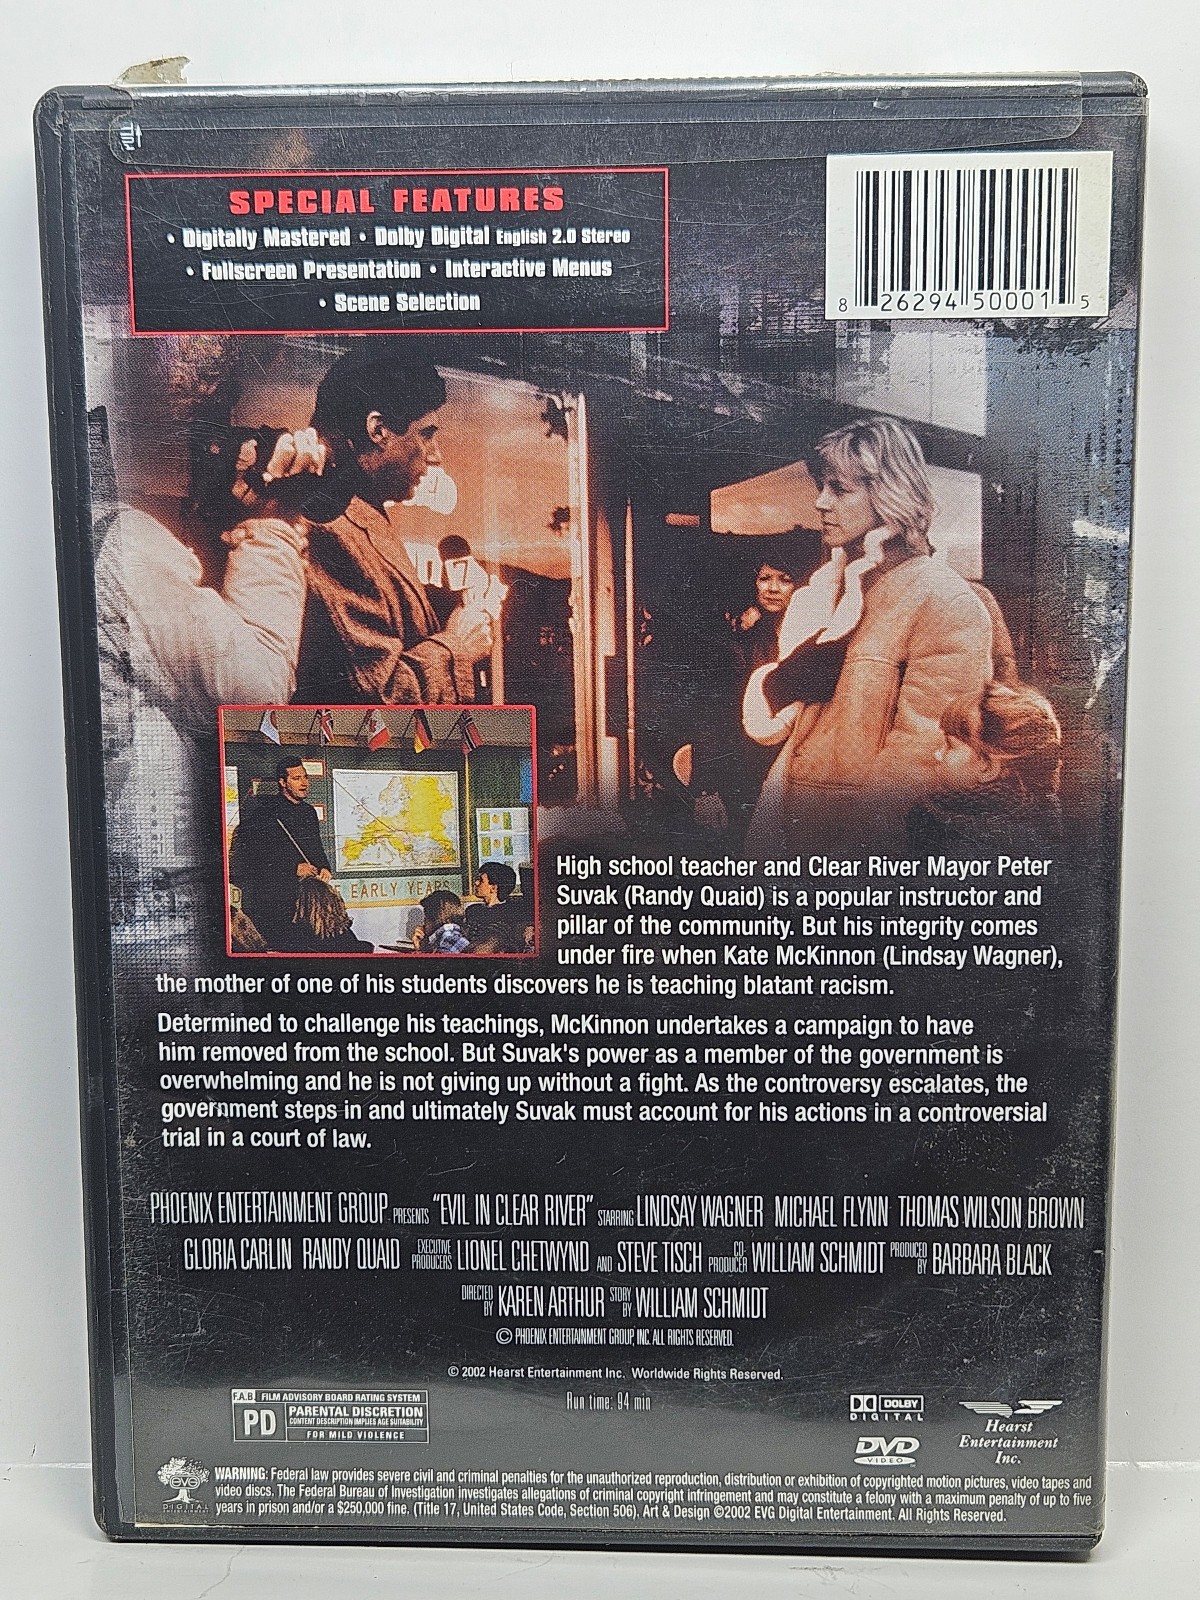 PULL
SPECIAL FEATURES
• Digitally Mastered • Dolby Digital English 2.0 Stereo
• Fullscreen Presentation • Interactive Menus
• Scene Selection
8 26294 50001 5
7
EARLY YEARS
High school teacher and Clear River Mayor Peter
Suvak (Randy Quaid) is a popular instructor and
pillar of the community. But his integrity comes
under fire when Kate McKinnon (Lindsay Wagner),
the mother of one of his students discovers he is teaching blatant racism.
Determined to challenge his teachings, McKinnon undertakes a campaign to have
him removed from the school. But Suvak's power as a member of the government is
overwhelming and he is not giving up without a fight. As the controversy escalates, the
government steps in and ultimately Suvak must account for his actions in a controversial
trial in a court of law.
PHOENIX ENTERTAINMENT GROUP PRESENTS "EVIL IN CLEAR RIVER" STARRING LINDSAY WAGNER MICHAEL FLYNN THOMAS WILSON BROWN
GLORIA CARLIN RANDY QUAID EXECUTIVE PRODUCERS LIONEL CHETWYND AND STEVE TISCH CO-PRODUCER WILLIAM SCHMIDT PRODUCED BY BARBARA BLACK
DIRECTED BY KAREN ARTHUR STORY BY WILLIAM SCHMIDT
© PHOENIX ENTERTAINMENT GROUP, INC. ALL RIGHTS RESERVED.
© 2002 Hearst Entertainment Inc. Worldwide Rights Reserved.
F.A.B. FILM ADVISORY BOARD RATING SYSTEM
PD PARENTAL DISCRETION
CONTENT DESCRIPTION IMPLIES AGE SUITABILITY
FOR MILD VIOLENCE
Run time: 94 min
DOLBY
DIGITAL
DVD
VIDEO
Hearst
Entertainment
Inc.
eve
DIGITAL
WARNING: Federal law provides severe civil and criminal penalties for the unauthorized reproduction, distribution or exhibition of copyrighted motion pictures, video tapes and
video discs. The Federal Bureau of Investigation investigates allegations of criminal copyright infringement and may constitute a felony with a maximum penalty of up to five
years in prison and/or a $250,000 fine. (Title 17, United States Code, Section 506). Art & Design ©2002 EVG Digital Entertainment. All Rights Reserved.